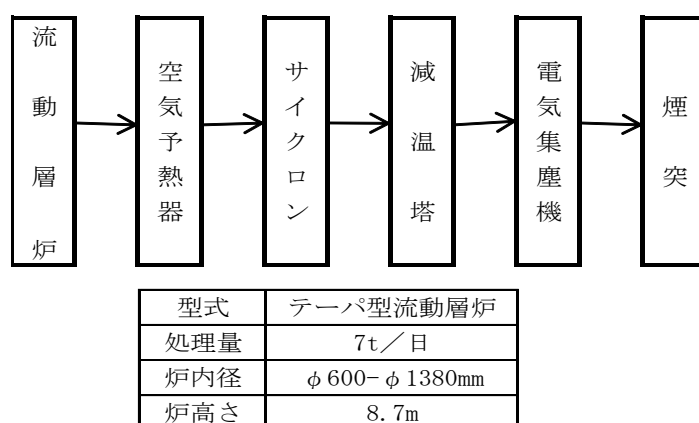 流動層炉
空気予熱器
サイクロン
減温塔
電気集塵機
煙突
型式 テーパ型流動層炉
処理量 7t／日
炉内径 φ600-φ1380mm
炉高さ 8.7m